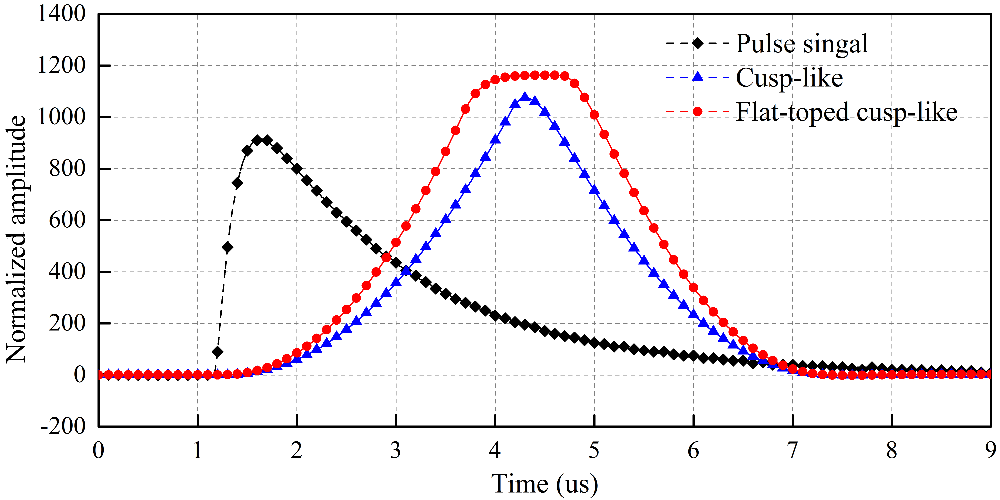 1400
1200
1000
800
600
400
200
0
-200
Normalized amplitude
Pulse singal
Cusp-like
Flat-toped cusp-like
0 1 2 3 4 5 6 7 8 9
Time (us)